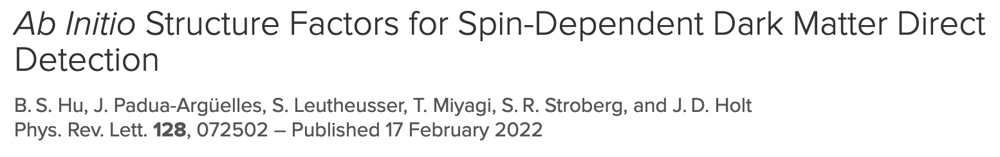 Ab Initio Structure Factors for Spin-Dependent Dark Matter Direct
Detection
B. S. Hu, J. Padua-Argüelles, S. Leutheusser, T. Miyagi, S. R. Stroberg, and J. D. Holt
Phys. Rev. Lett. 128, 072502 – Published 17 February 2022